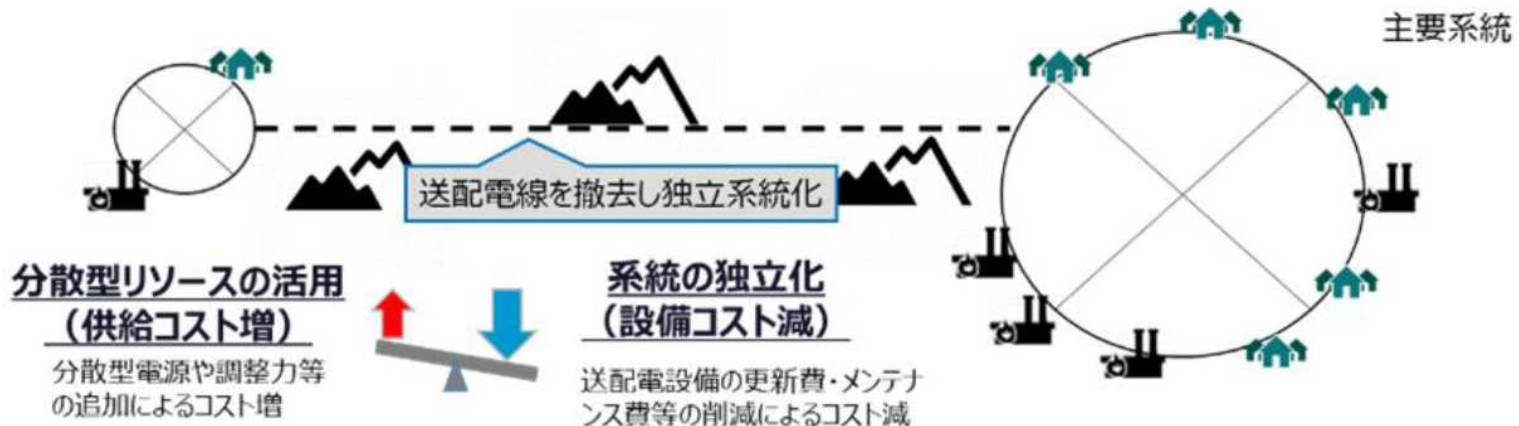 主要系統
送配電線を撤去し独立系統化
分散型リソースの活用
（供給コスト増）
分散型電源や調整力等
の追加によるコスト増
系統の独立化
（設備コスト減）
送配電設備の更新費・メンテナ
ンス費等の削減によるコスト減